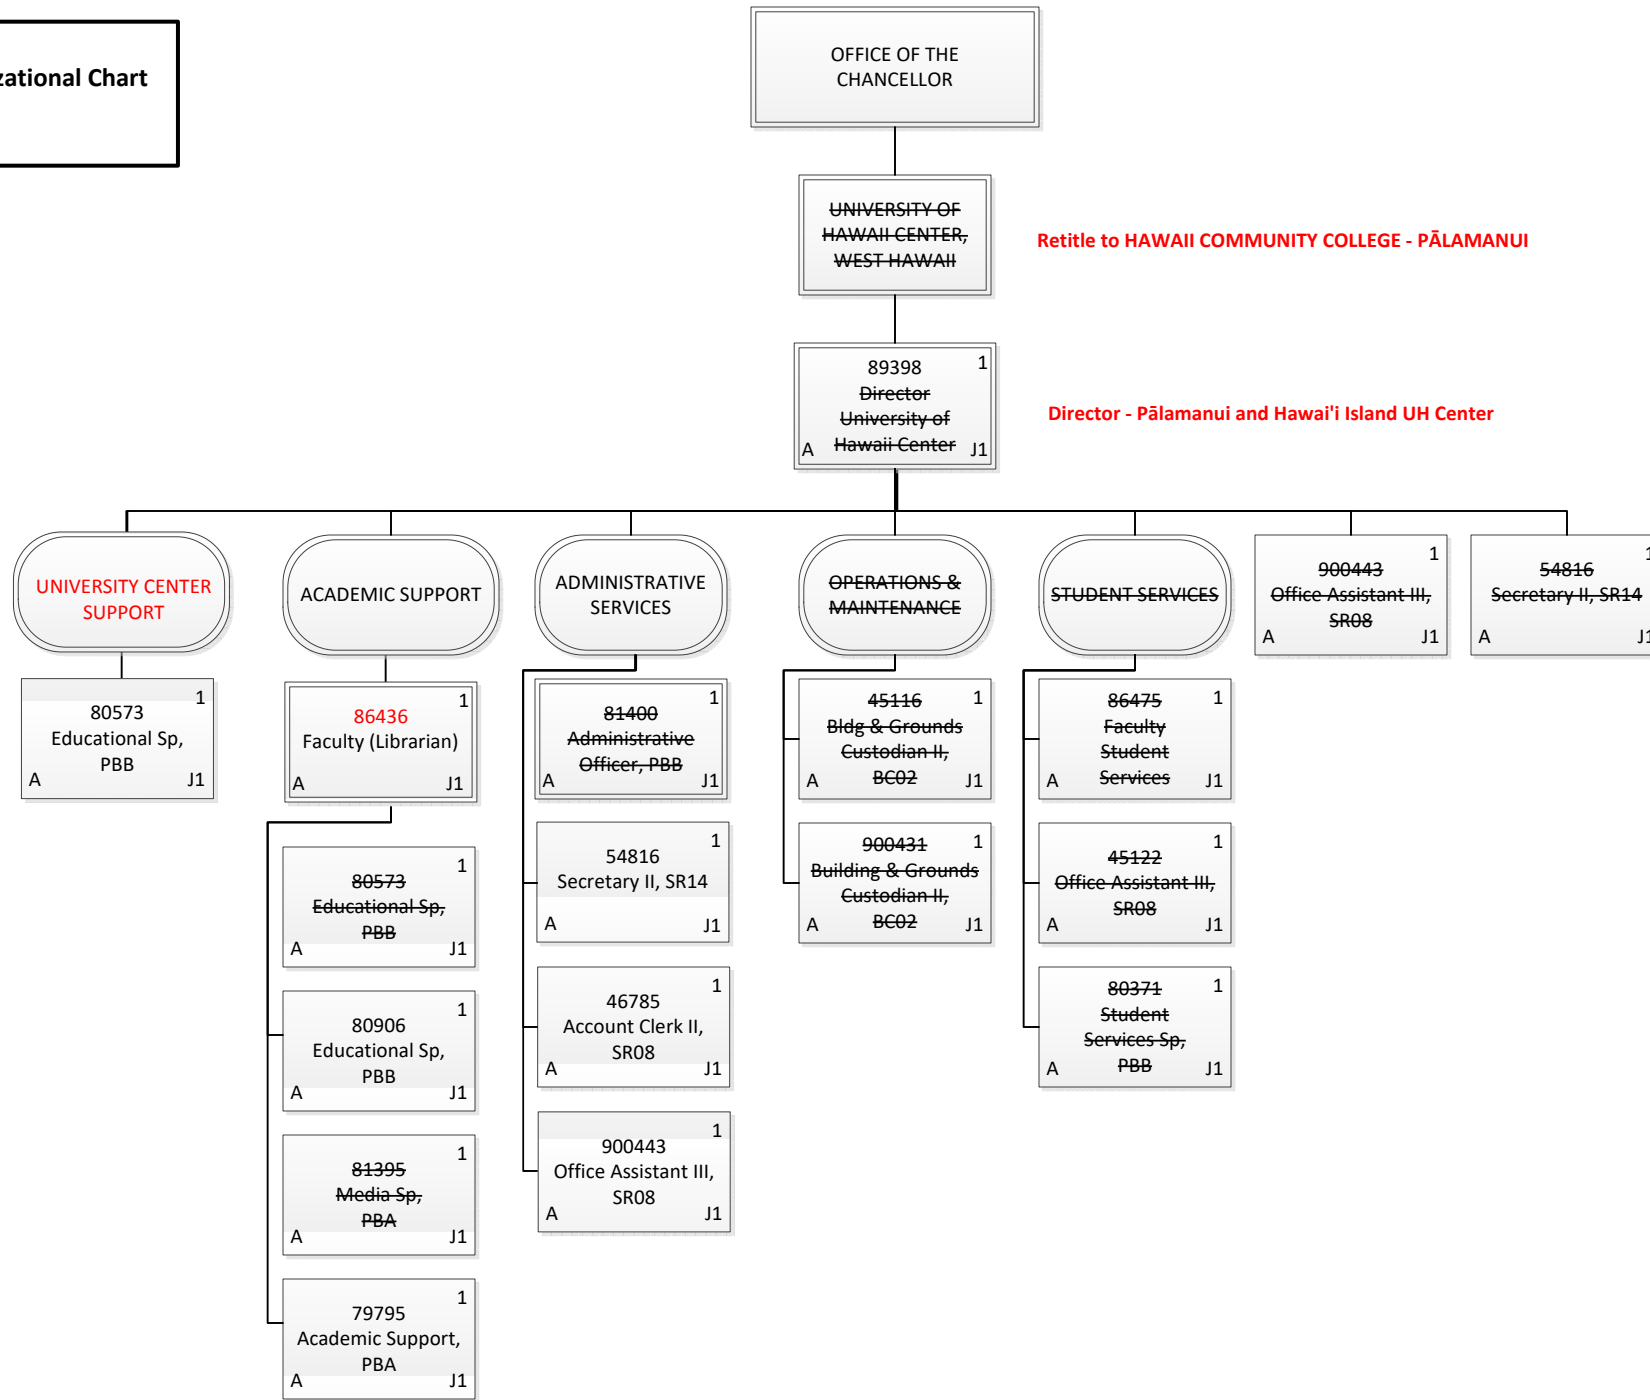 zational Chart
OFFICE OF THE
CHANCELLOR
UNIVERSITY OF
HAWAII CENTER,
WEST HAWAII
Retitle to HAWAII COMMUNITY COLLEGE - PĀLAMANUI
89398
1
Director
University of
Hawaii Center
A
J1
Director - Pālamanui and Hawai'i Island UH Center
UNIVERSITY CENTER
SUPPORT
80573
1
Educational Sp,
PBB
A
J1
ACADEMIC SUPPORT
86436
1
Faculty (Librarian)
A
J1
80573
1
Educational Sp,
PBB
A
J1
80906
1
Educational Sp,
PBB
A
J1
81395
1
Media Sp,
PBA
A
J1
79795
1
Academic Support,
PBA
A
J1
ADMINISTRATIVE
SERVICES
81400
1
Administrative
Officer, PBB
A
J1
54816
1
Secretary II, SR14
A
J1
46785
1
Account Clerk II,
SR08
A
J1
900443
1
Office Assistant III,
SR08
A
J1
OPERATIONS &
MAINTENANCE
45116
1
Bldg & Grounds
Custodian II,
BC02
A
J1
900431
1
Building & Grounds
Custodian II,
BC02
A
J1
STUDENT SERVICES
86475
1
Faculty
Student
Services
A
J1
45122
1
Office Assistant III,
SR08
A
J1
80371
1
Student
Services Sp,
PBB
A
J1
900443
1
Office Assistant III,
SR08
A
J1
54816
1
Secretary II, SR14
A
J1